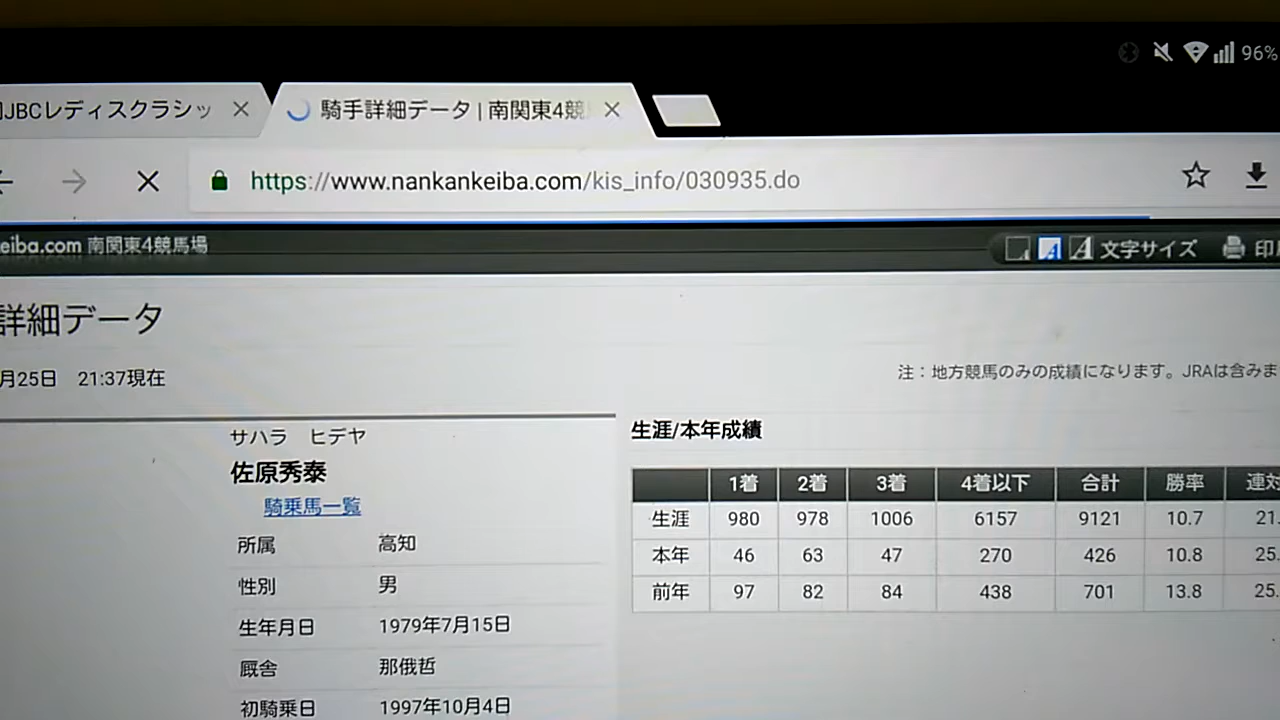 96%
JBCレディスクラシッ
騎手詳細データ | 南関東4競
https://www.nankankeiba.com/kis_info/030935.do
eiba.com 南関東4競馬場
文字サイズ 印
詳細データ
月25日 21:37現在
注：地方競馬のみの成績になります。JRAは含みま
サハラ ヒデヤ
佐原秀泰
騎乗馬一覧
所属 高知
性別 男
生年月日 1979年7月15日
厩舎 那俄哲
初騎乗日 1997年10月4日
生涯/本年成績
1着 2着 3着 4着以下 合計 勝率 連対
生涯 980 978 1006 6157 9121 10.7 21.
本年 46 63 47 270 426 10.8 25.
前年 97 82 84 438 701 13.8 25.